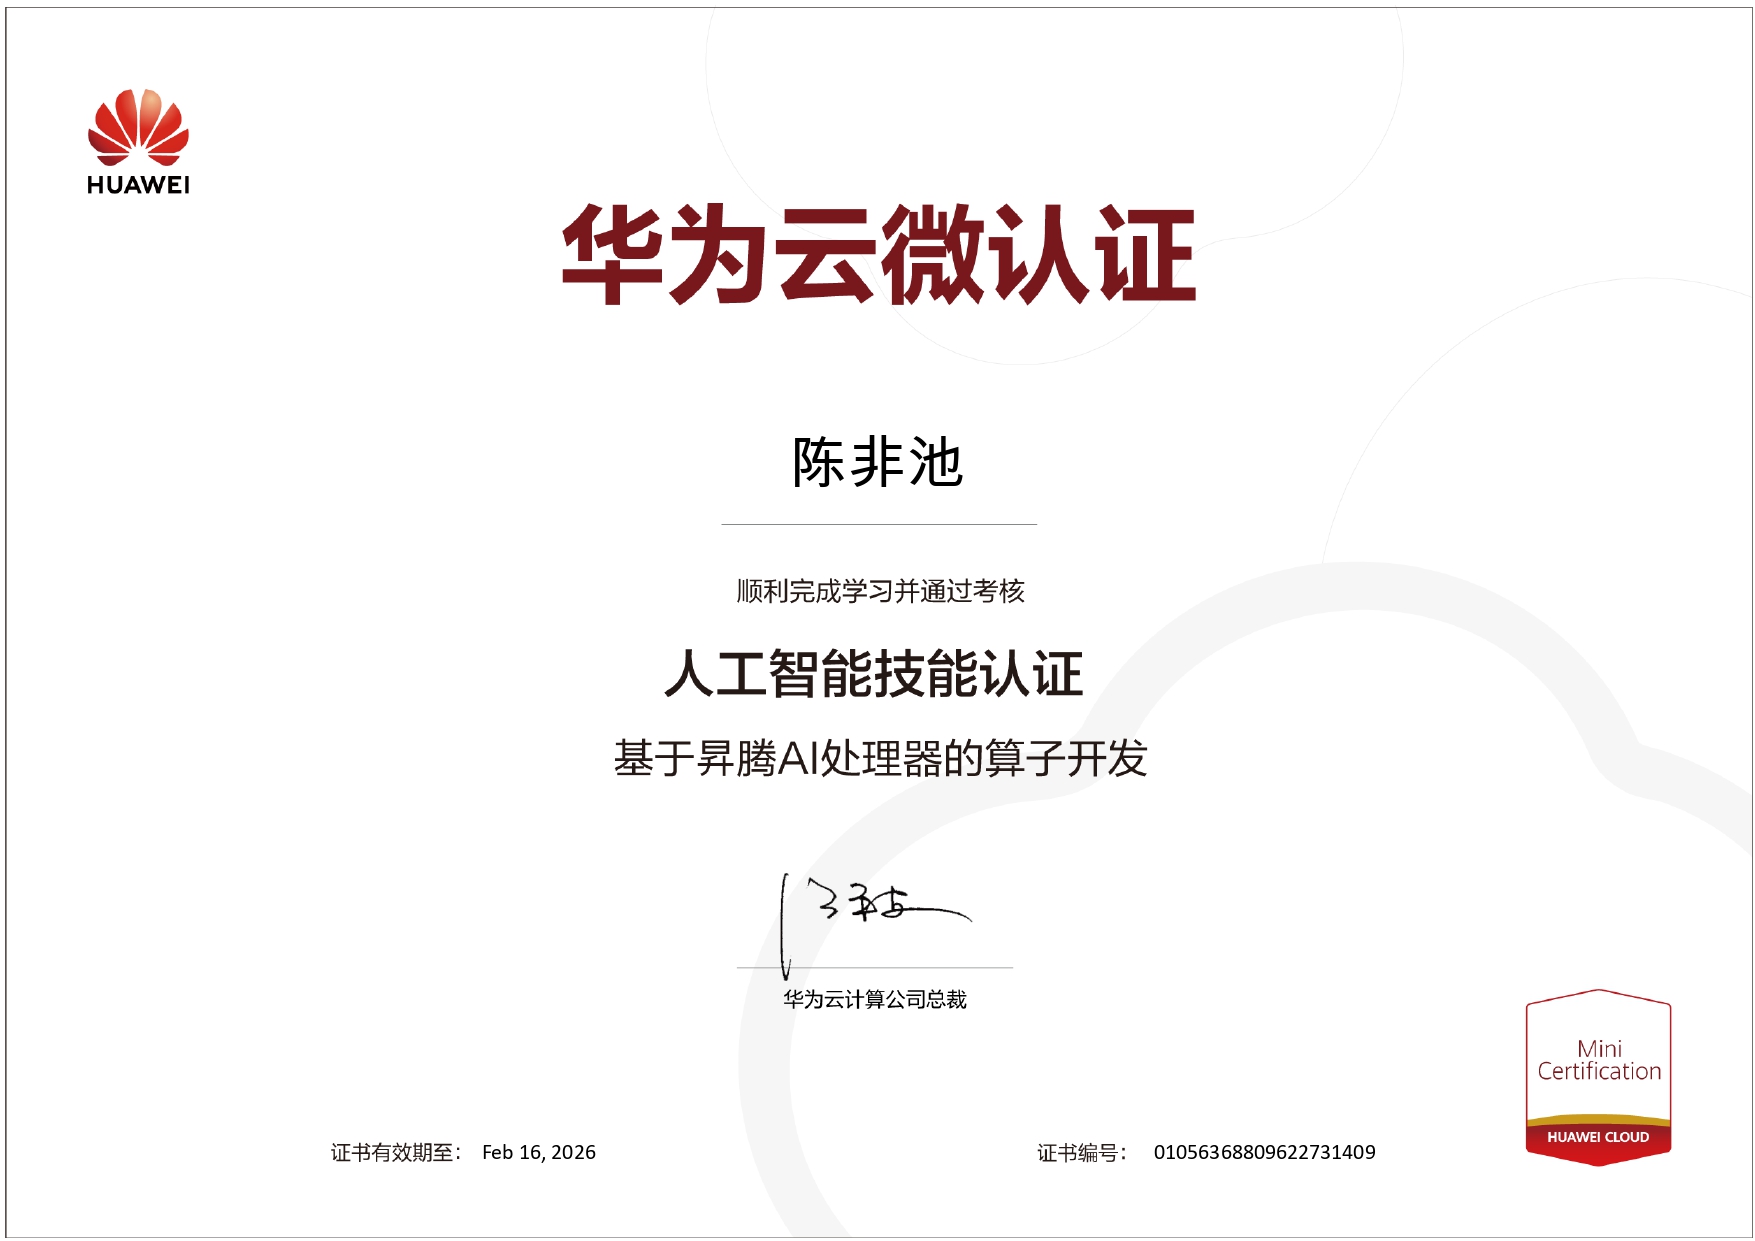 HUAWEI
华为云微认证
陈非池
顺利完成学习并通过考核
人工智能技能认证
基于昇腾AI处理器的算子开发
华为云计算公司总裁
Mini
Certification
HUAWEI CLOUD
证书有效期至： Feb 16, 2026
证书编号： 01056368809622731409